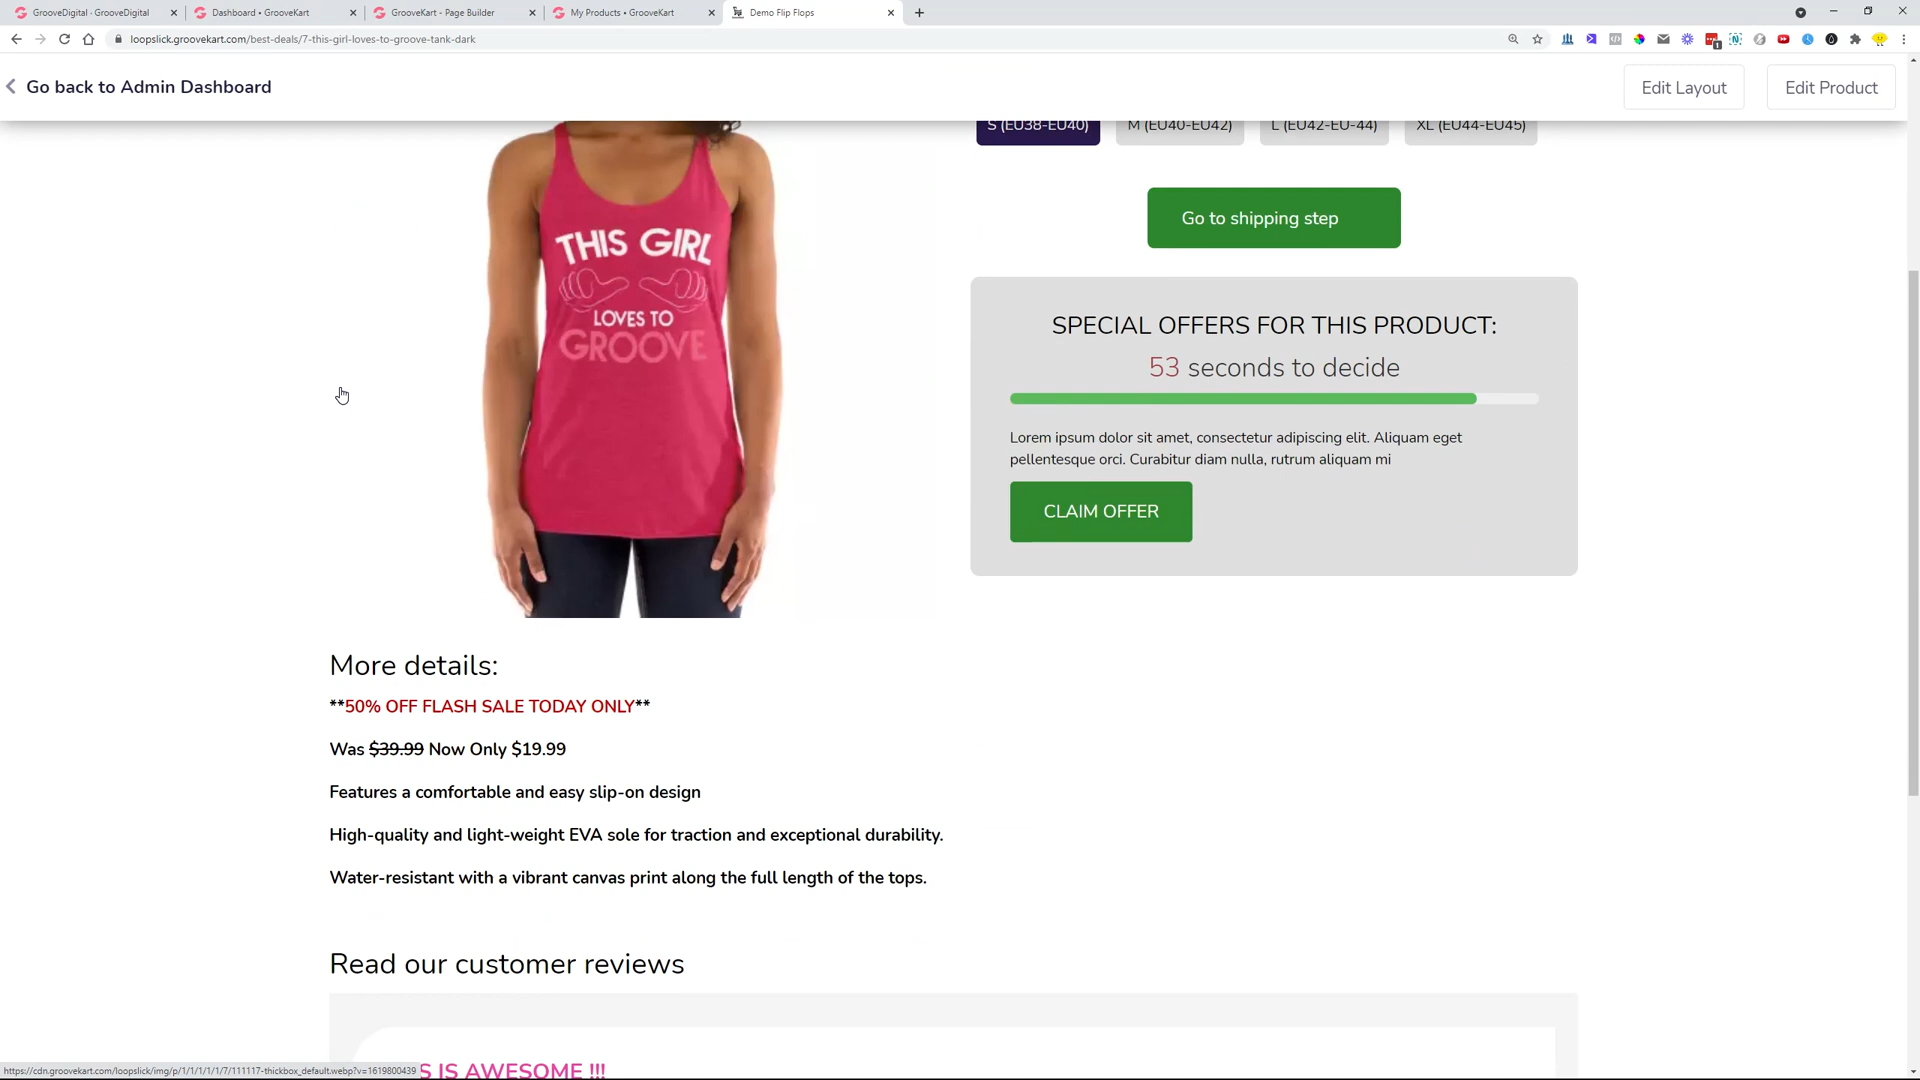 GrooveDigital - GrooveDigital
Dashboard • GrooveKart
GrooveKart - Page Builder
My Products • GrooveKart
Demo Flip Flops
loopslick.groovekart.com/best-deals/7-this-girl-loves-to-groove-tank-dark
Go back to Admin Dashboard
Edit Layout
Edit Product
S (EU38-EU40)
M (EU40-EU42)
L (EU42-EU-44)
XL (EU44-EU45)
THIS GIRL
LOVES TO
GROOVE
Go to shipping step
SPECIAL OFFERS FOR THIS PRODUCT:
53 seconds to decide
Lorem ipsum dolor sit amet, consectetur adipiscing elit. Aliquam eget
pellentesque orci. Curabitur diam nulla, rutrum aliquam mi
CLAIM OFFER
More details:
**50% OFF FLASH SALE TODAY ONLY**
Was $39.99 Now Only $19.99
Features a comfortable and easy slip-on design
High-quality and light-weight EVA sole for traction and exceptional durability.
Water-resistant with a vibrant canvas print along the full length of the tops.
Read our customer reviews
S IS AWESOME !!!
https://cdn.groovekart.com/loopslick/img/p/1/1/1/1/1/7/111117-thickbox_default.webp?v=1619800439